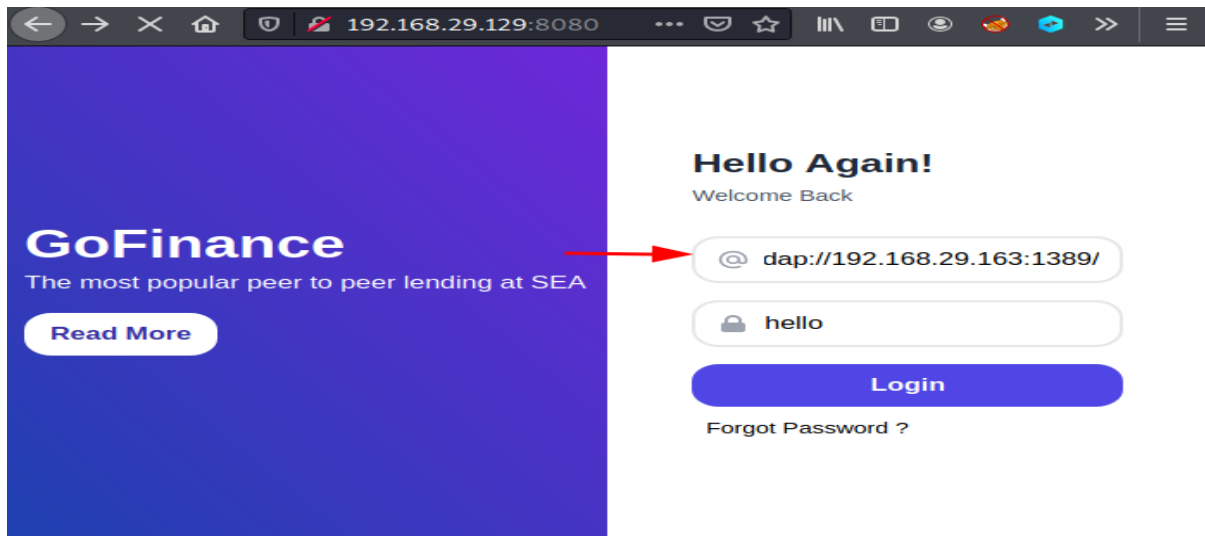 192.168.29.129:8080
Hello Again!
Welcome Back
GoFinance
The most popular peer to peer lending at SEA
Read More
dap://192.168.29.163:1389/
hello
Login
Forgot Password ?